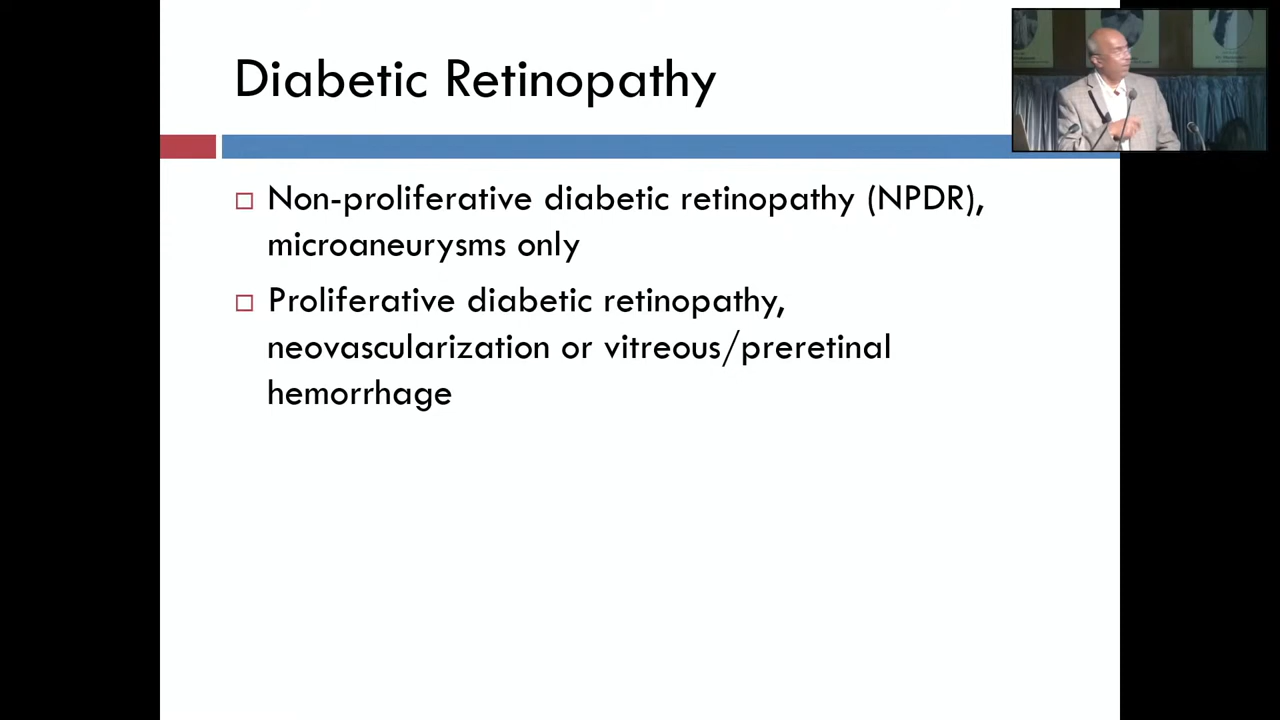 Diabetic Retinopathy
Non-proliferative diabetic retinopathy (NPDR),
microaneurysms only
Proliferative diabetic retinopathy,
neovascularization or vitreous/preretinal
hemorrhage